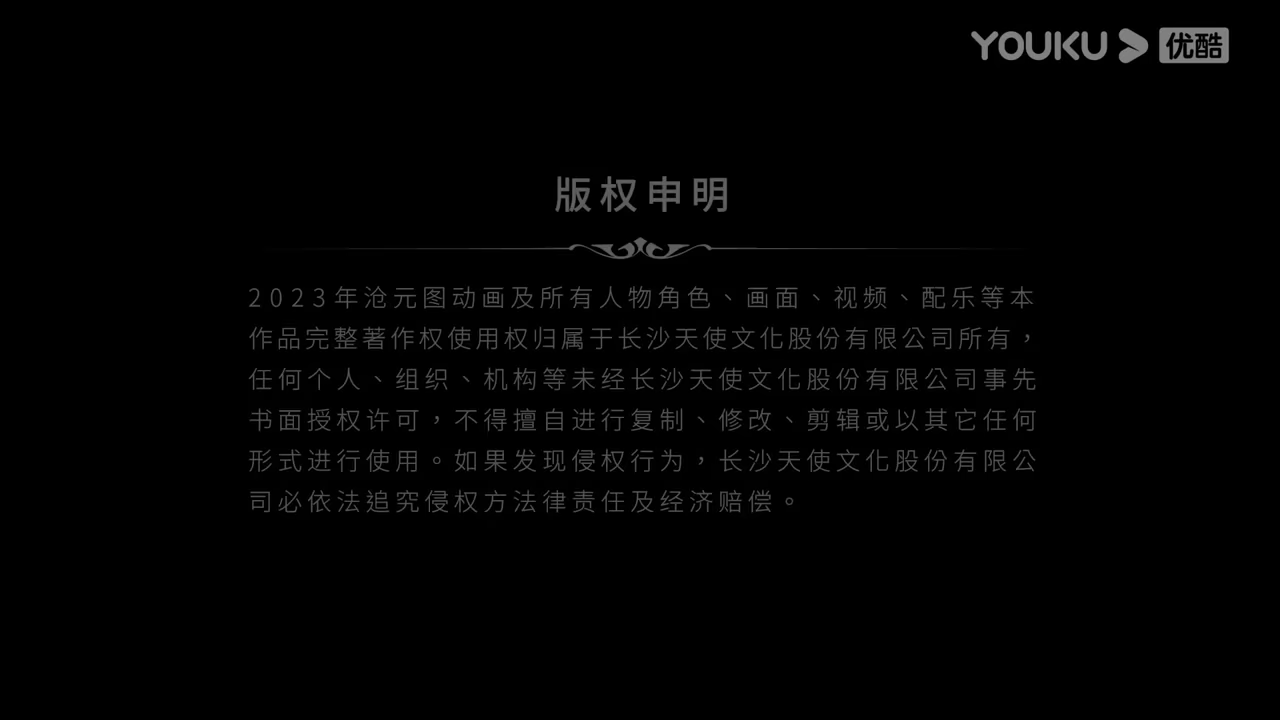 YOUKU 优酷
版权申明
2023年沧元图动画及所有人物角色、画面、视频、配乐等本
作品完整著作权使用权归属于长沙天使文化股份有限公司所有，
任何个人、组织、机构等未经长沙天使文化股份有限公司事先
书面授权许可，不得擅自进行复制、修改、剪辑或以其它任何
形式进行使用。如果发现侵权行为，长沙天使文化股份有限公
司必依法追究侵权方法律责任及经济赔偿。